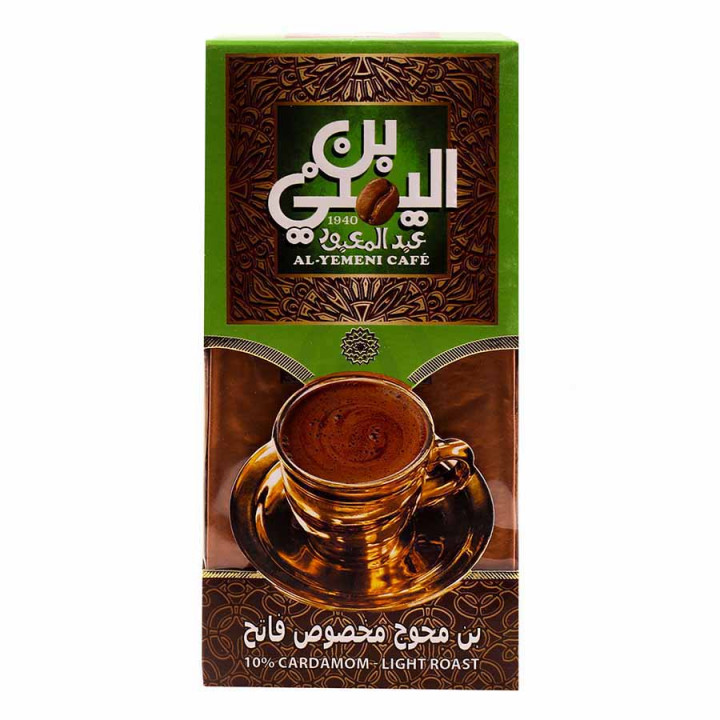 بن
اليمني
1940
عبد المعبود
AL-YEMENI CAFÉ
بن محوج مخصوص فاتح
10% CARDAMOM - LIGHT ROAST